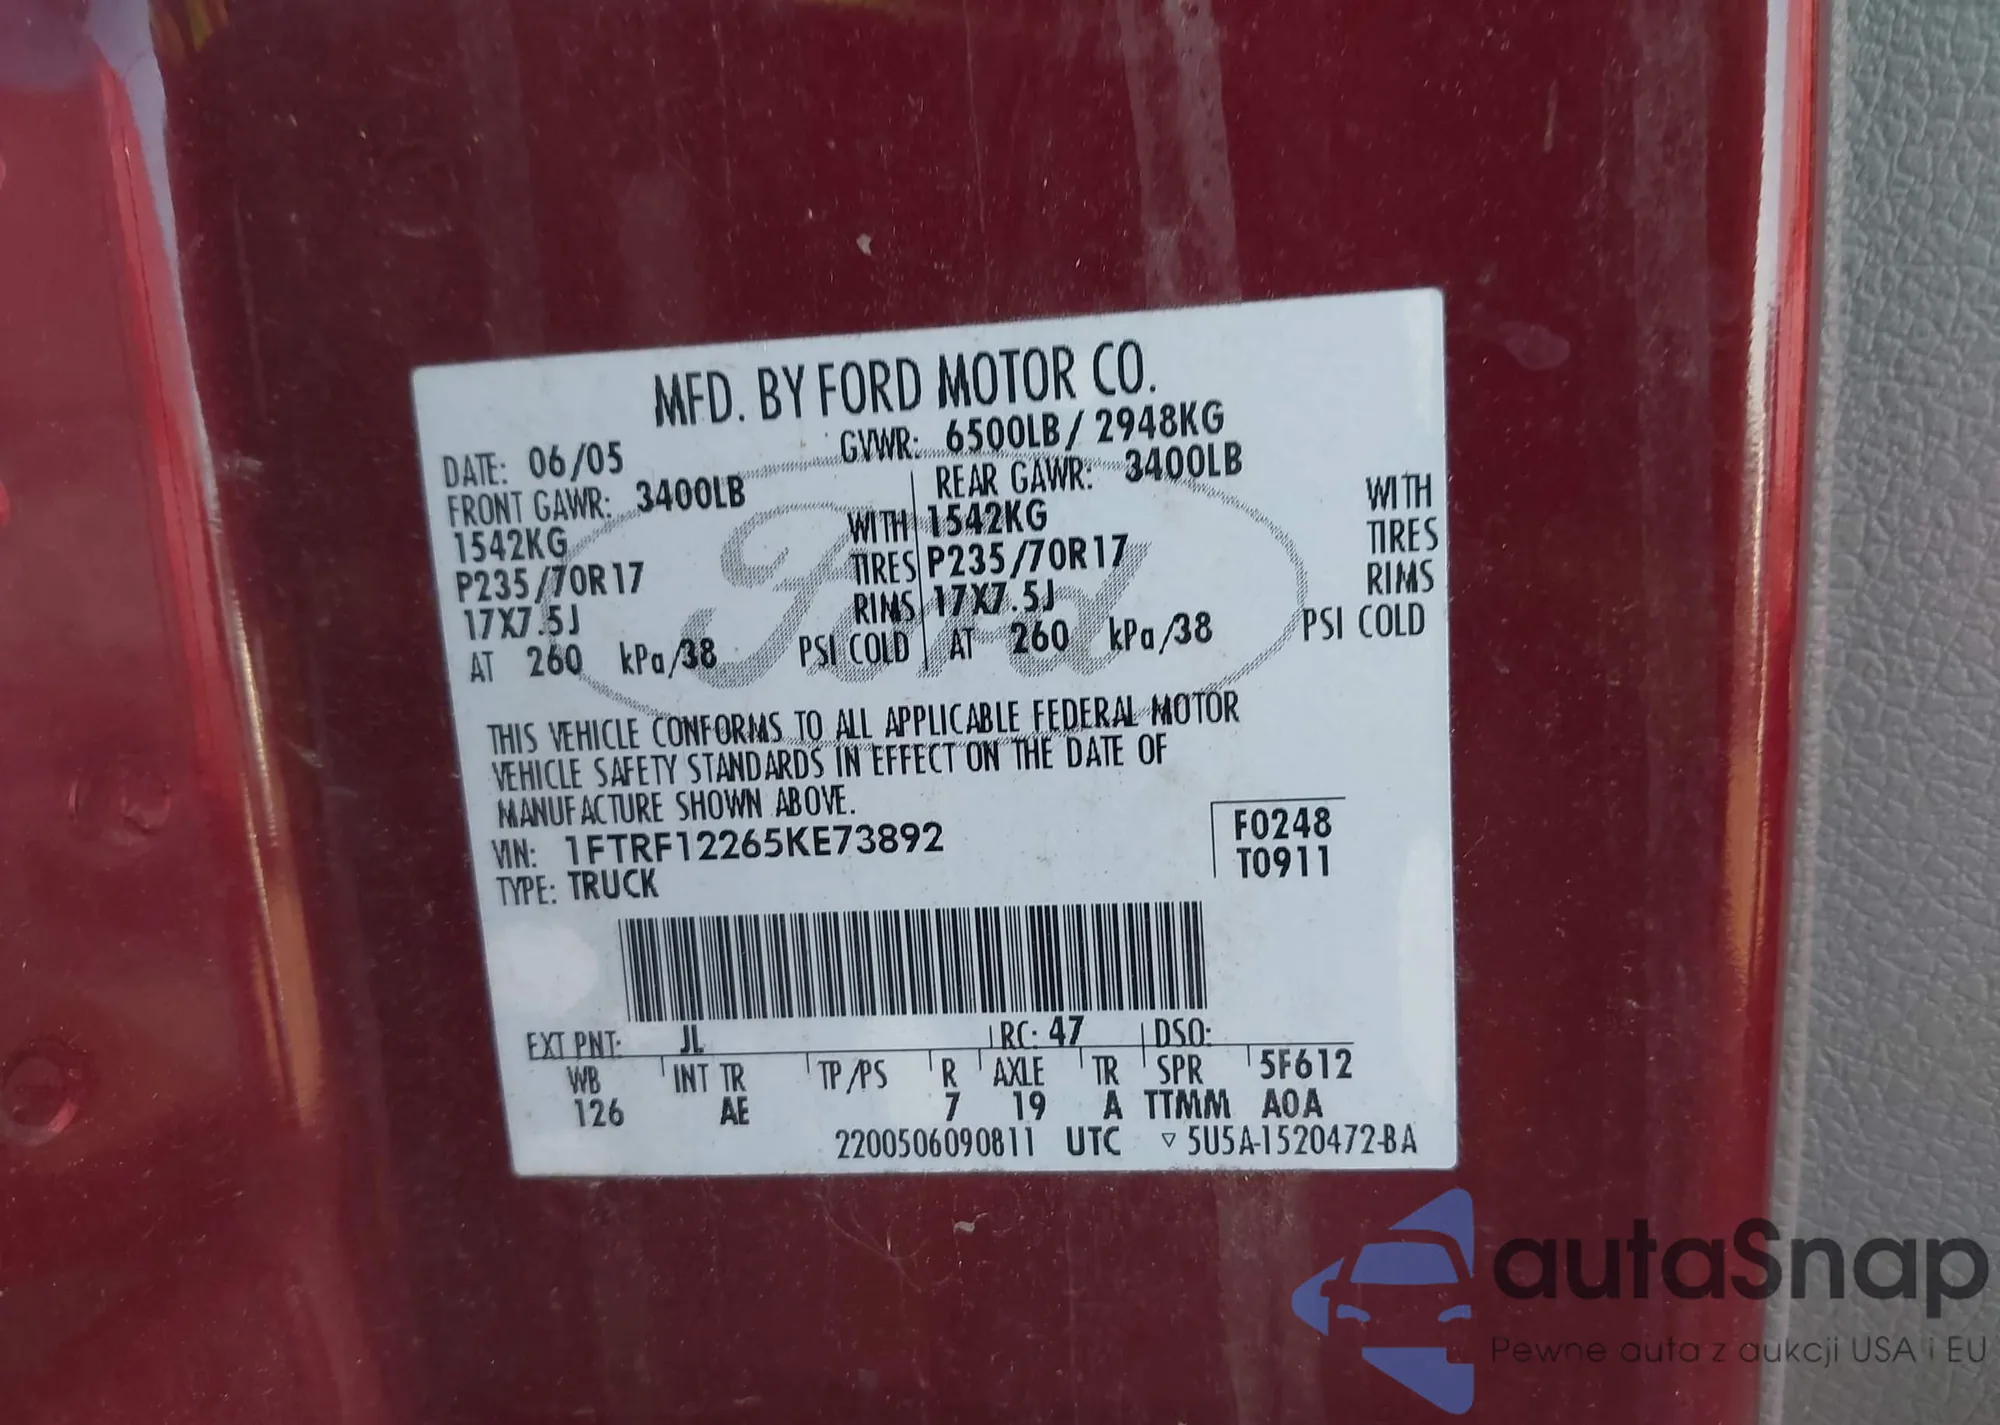 MFD. BY FORD MOTOR CO.
DATE: 06/05 GVWR: 6500LB/ 2948KG
FRONT GAWR: 3400LB REAR GAWR: 3400LB
1542KG WITH 1542KG WITH
P235/70R17 TIRES P235/70R17 TIRES
17X7.5J RIMS 17X7.5J RIMS
AT 260 kPa/38 PSI COLD AT 260 kPa/38 PSI COLD
Ford
THIS VEHICLE CONFORMS TO ALL APPLICABLE FEDERAL MOTOR
VEHICLE SAFETY STANDARDS IN EFFECT ON THE DATE OF
MANUFACTURE SHOWN ABOVE.
VIN: 1FTRF12265KE73892 F0248
TYPE: TRUCK T0911
EXT PNT: JL RC: 47 DSO:
WB INT TR TP/PS R AXLE TR SPR 5F612
126 AE 7 19 A TTMM A0A
2200506090811 UTC ▽ 5U5A-1520472-BA
autaSnap
Pewne auta z aukcji USA i EU